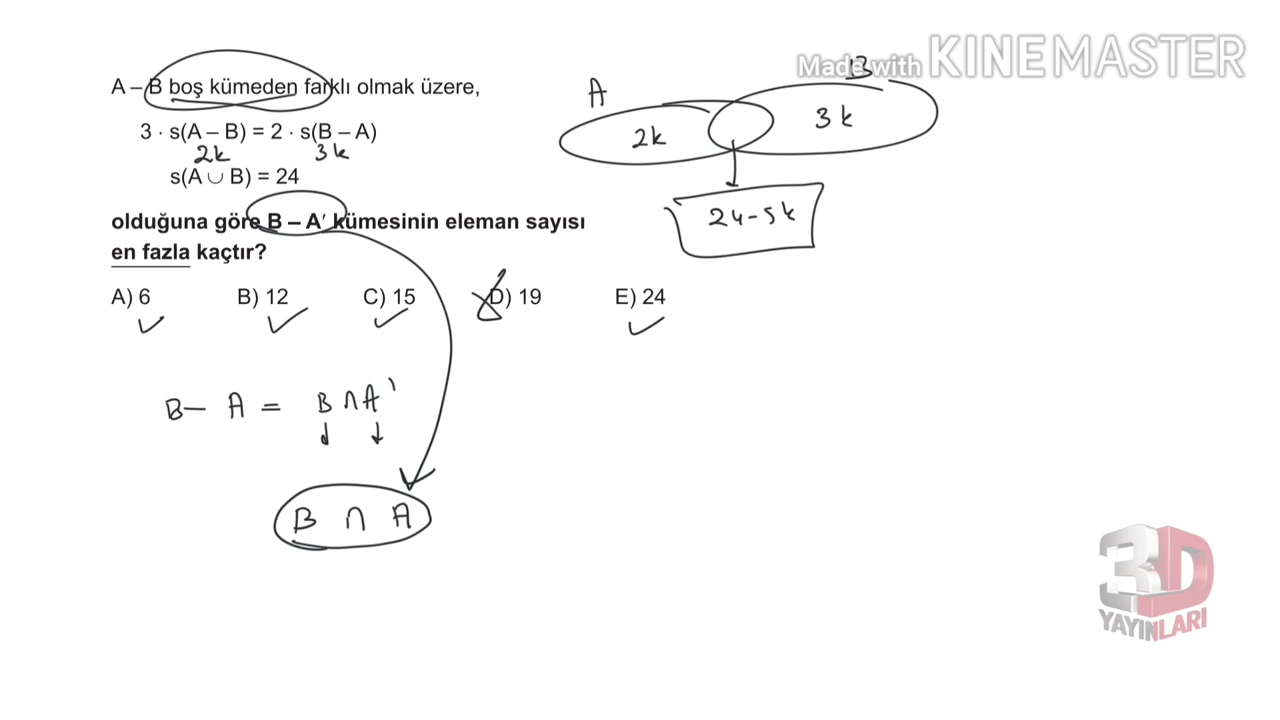 Made with KINEMASTER
A – B boş kümeden farklı olmak üzere,
3 · s(A – B) = 2 · s(B – A)
2k 3k
s(A ∪ B) = 24
olduğuna göre B – A' kümesinin eleman sayısı
en fazla kaçtır?
A) 6 B) 12 C) 15 D) 19 E) 24
A B
2k 3k
24-5k
B- A = B ∩ A'
B ∩ A
3D
YAYINLARI